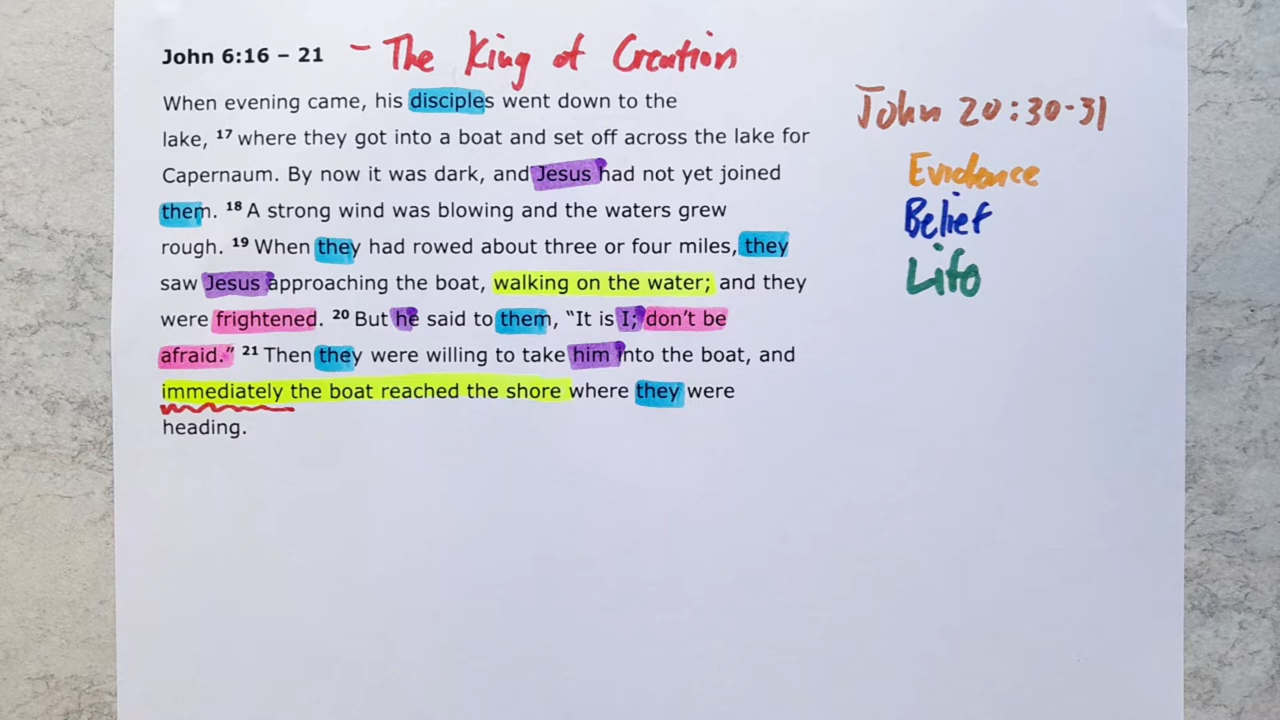 John 6:16 – 21 - The King of Creation
When evening came, his disciples went down to the
lake, 17 where they got into a boat and set off across the lake for
Capernaum. By now it was dark, and Jesus had not yet joined
them. 18 A strong wind was blowing and the waters grew
rough. 19 When they had rowed about three or four miles, they
saw Jesus approaching the boat, walking on the water; and they
were frightened. 20 But he said to them, “It is I; don’t be
afraid.” 21 Then they were willing to take him into the boat, and
immediately the boat reached the shore where they were
heading.
John 20:30-31
Evidence
Belief
Life